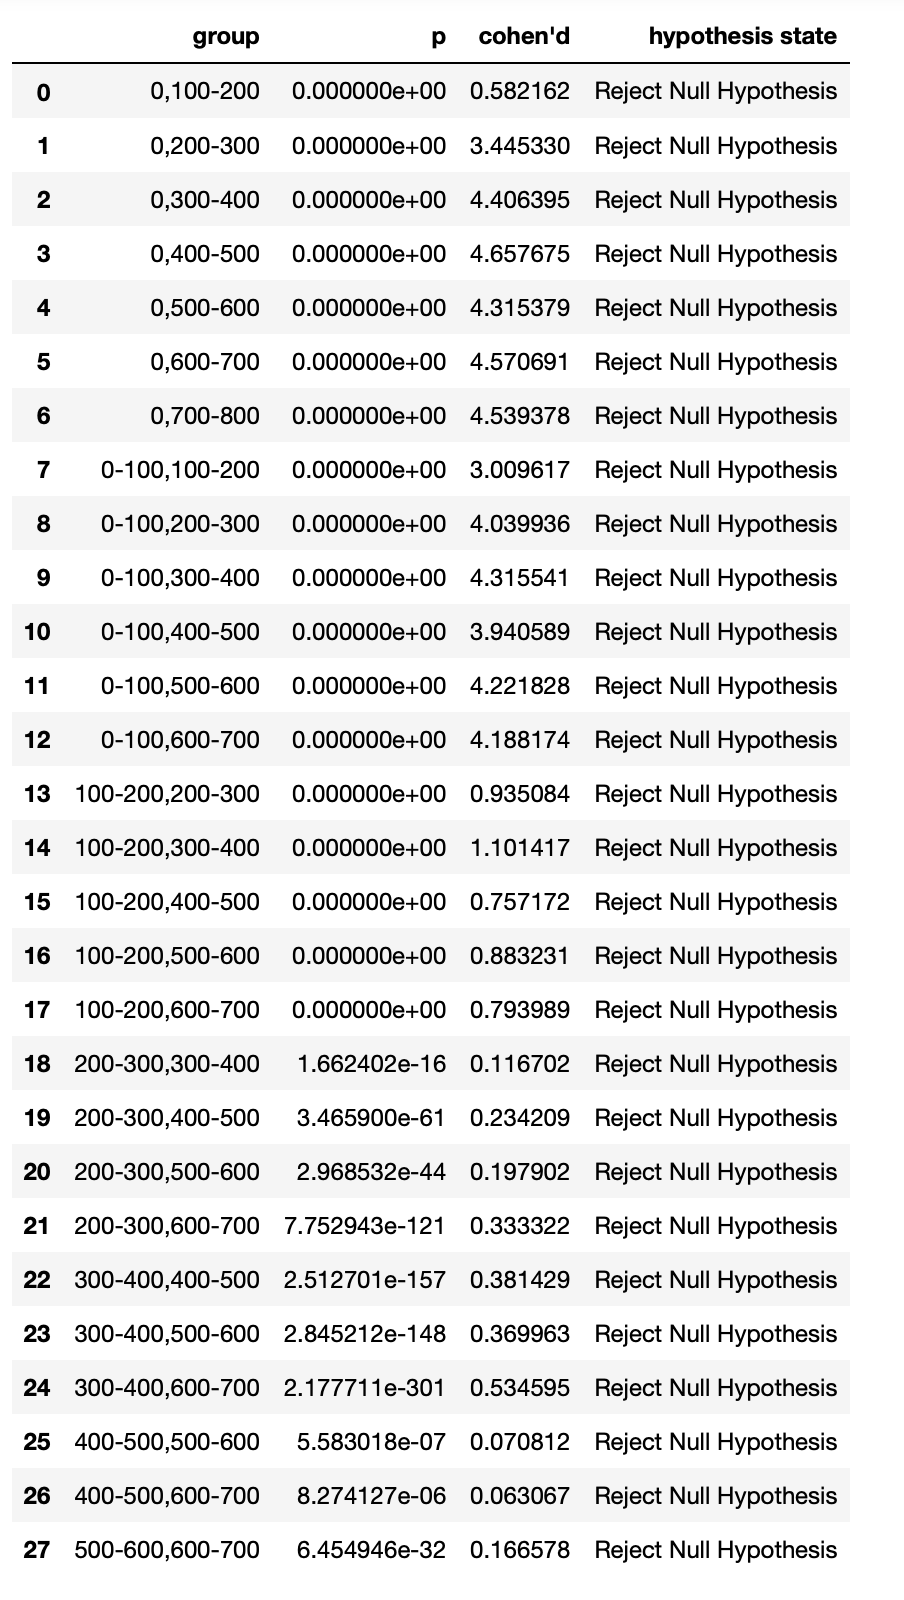 group p cohen'd hypothesis state
0 0,100-200 0.000000e+00 0.582162 Reject Null Hypothesis
1 0,200-300 0.000000e+00 3.445330 Reject Null Hypothesis
2 0,300-400 0.000000e+00 4.406395 Reject Null Hypothesis
3 0,400-500 0.000000e+00 4.657675 Reject Null Hypothesis
4 0,500-600 0.000000e+00 4.315379 Reject Null Hypothesis
5 0,600-700 0.000000e+00 4.570691 Reject Null Hypothesis
6 0,700-800 0.000000e+00 4.539378 Reject Null Hypothesis
7 0-100,100-200 0.000000e+00 3.009617 Reject Null Hypothesis
8 0-100,200-300 0.000000e+00 4.039936 Reject Null Hypothesis
9 0-100,300-400 0.000000e+00 4.315541 Reject Null Hypothesis
10 0-100,400-500 0.000000e+00 3.940589 Reject Null Hypothesis
11 0-100,500-600 0.000000e+00 4.221828 Reject Null Hypothesis
12 0-100,600-700 0.000000e+00 4.188174 Reject Null Hypothesis
13 100-200,200-300 0.000000e+00 0.935084 Reject Null Hypothesis
14 100-200,300-400 0.000000e+00 1.101417 Reject Null Hypothesis
15 100-200,400-500 0.000000e+00 0.757172 Reject Null Hypothesis
16 100-200,500-600 0.000000e+00 0.883231 Reject Null Hypothesis
17 100-200,600-700 0.000000e+00 0.793989 Reject Null Hypothesis
18 200-300,300-400 1.662402e-16 0.116702 Reject Null Hypothesis
19 200-300,400-500 3.465900e-61 0.234209 Reject Null Hypothesis
20 200-300,500-600 2.968532e-44 0.197902 Reject Null Hypothesis
21 200-300,600-700 7.752943e-121 0.333322 Reject Null Hypothesis
22 300-400,400-500 2.512701e-157 0.381429 Reject Null Hypothesis
23 300-400,500-600 2.845212e-148 0.369963 Reject Null Hypothesis
24 300-400,600-700 2.177711e-301 0.534595 Reject Null Hypothesis
25 400-500,500-600 5.583018e-07 0.070812 Reject Null Hypothesis
26 400-500,600-700 8.274127e-06 0.063067 Reject Null Hypothesis
27 500-600,600-700 6.454946e-32 0.166578 Reject Null Hypothesis